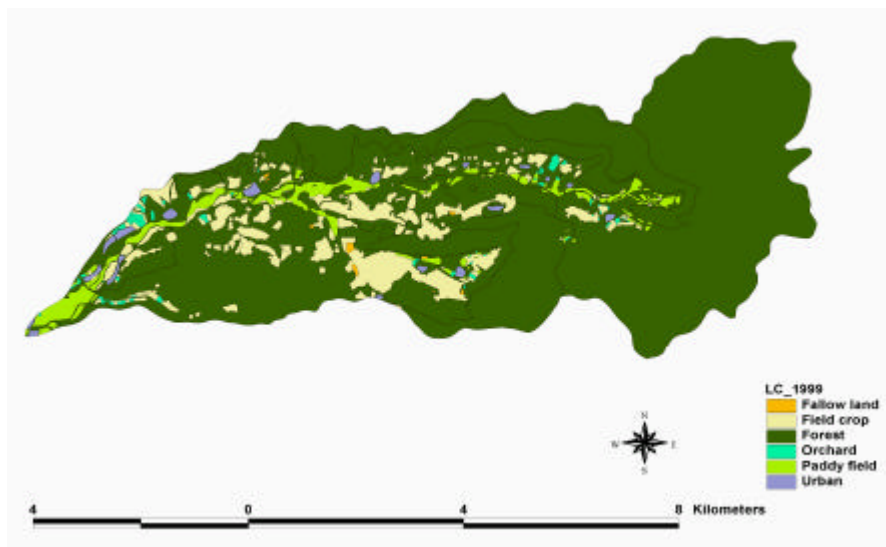 LC_1999
Fallow land
Field crop
Forest
Orchard
Paddy field
Urban
N
W E
S
4 0 4 8 Kilometers